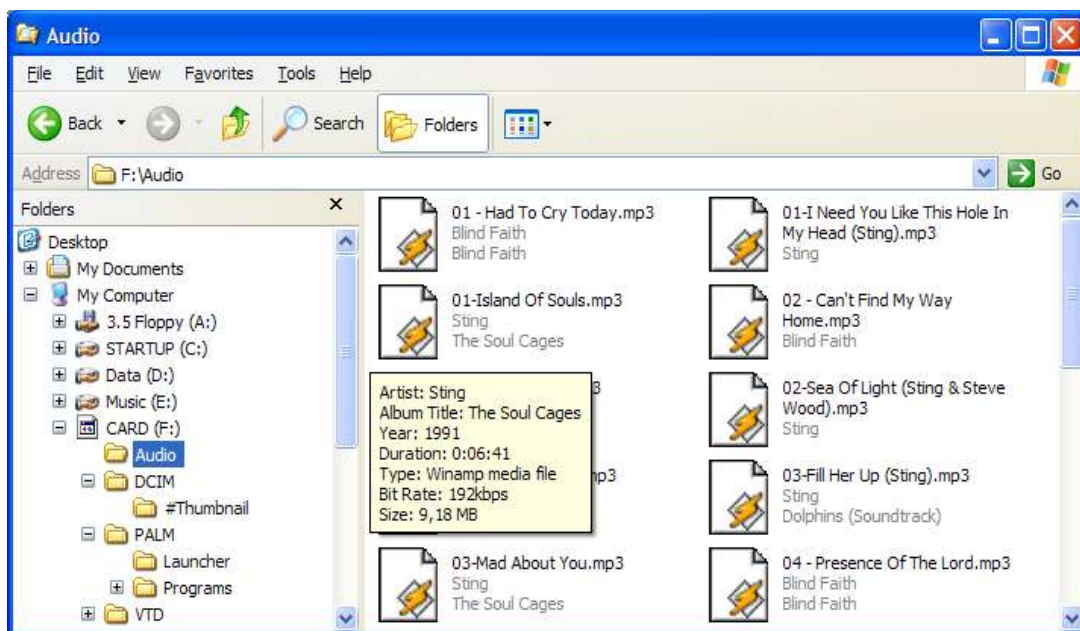 Audio
File Edit View Favorites Tools Help
Back Search Folders
Address F:\Audio Go
Folders
Desktop
My Documents
My Computer
3.5 Floppy (A:)
STARTUP (C:)
Data (D:)
Music (E:)
CARD (F:)
Audio
DCIM
#Thumbnail
PALM
Launcher
Programs
VTD
01 - Had To Cry Today.mp3
Blind Faith
Blind Faith
01-I Need You Like This Hole In
My Head (Sting).mp3
Sting
01-Island Of Souls.mp3
Sting
The Soul Cages
02 - Can't Find My Way
Home.mp3
Blind Faith
Artist: Sting
Album Title: The Soul Cages
Year: 1991
Duration: 0:06:41
Type: Winamp media file
Bit Rate: 192kbps
Size: 9,18 MB
02-Sea Of Light (Sting & Steve
Wood).mp3
Sting
03-Fill Her Up (Sting).mp3
Sting
Dolphins (Soundtrack)
03-Mad About You.mp3
Sting
The Soul Cages
04 - Presence Of The Lord.mp3
Blind Faith
Blind Faith